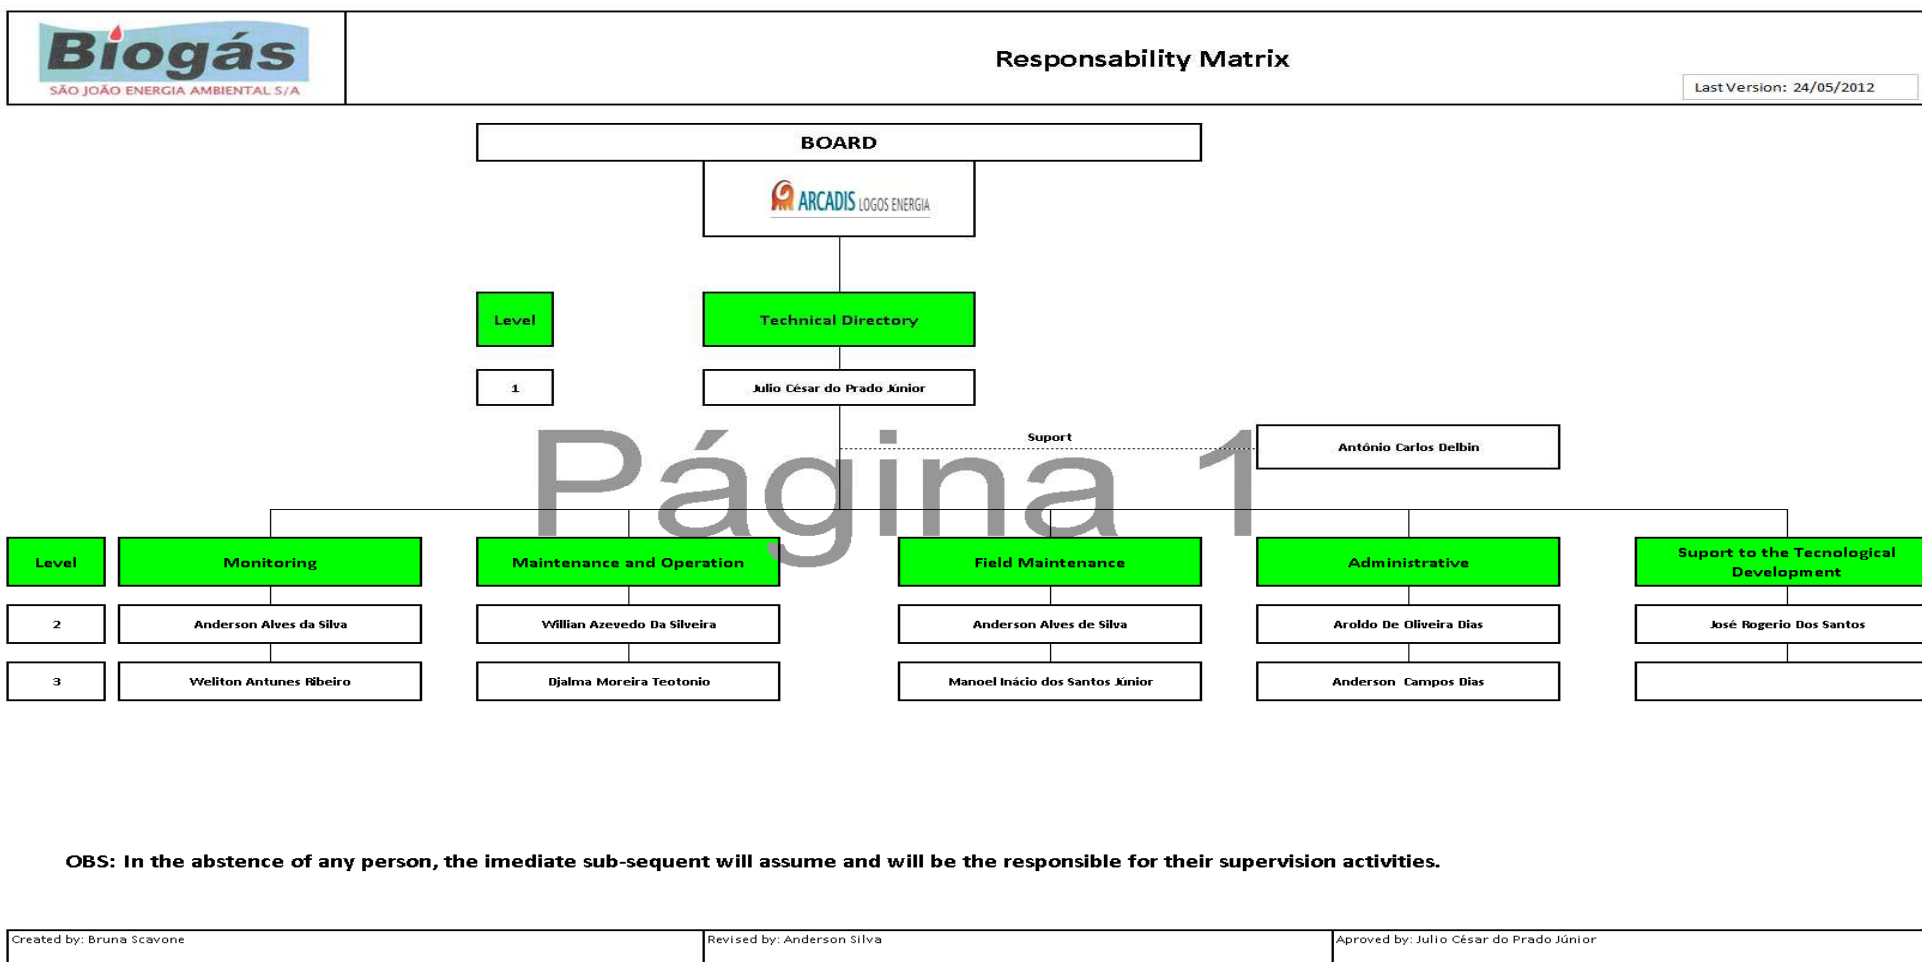 Biogás
SÃO JOÃO ENERGIA AMBIENTAL S/A
Responsability Matrix
Last Version: 24/05/2012
BOARD
ARCADIS LOGOS ENERGIA
Level
Technical Directory
1
Julio César do Prado Júnior
Suport
António Carlos Delbin
Página 1
Level
Monitoring
Maintenance and Operation
Field Maintenance
Administrative
Suport to the Tecnological
Development
2
Anderson Alves da Silva
Willian Azevedo Da Silveira
Anderson Alves de Silva
Aroldo De Oliveira Dias
José Rogerio Dos Santos
3
Weliton Antunes Ribeiro
Djalma Moreira Teotonio
Manoel Inácio dos Santos Júnior
Anderson Campos Dias
OBS: In the abstence of any person, the imediate sub-sequent will assume and will be the responsible for their supervision activities.
Created by: Bruna Scavone
Revised by: Anderson Silva
Aproved by: Julio César do Prado Júnior